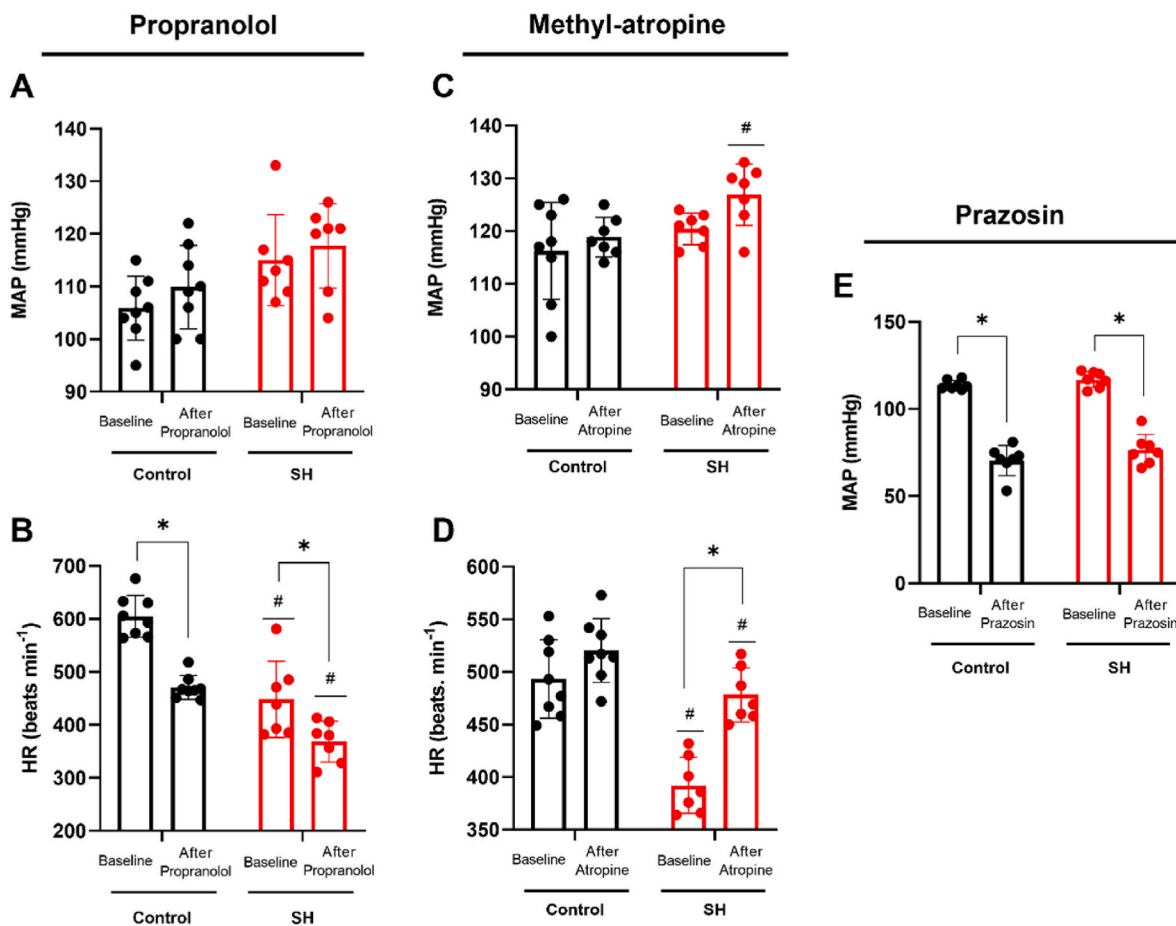 Propranolol
Methyl-atropine
A
MAP (mmHg)
140
130
120
110
100
90
Baseline
After
Propranolol
Baseline
After
Propranolol
Control
SH
C
MAP (mmHg)
140
130
120
110
100
90
#
Baseline
After
Atropine
Baseline
After
Atropine
Control
SH
Prazosin
E
MAP (mmHg)
150
100
50
0
*
*
Baseline
After
Prazosin
Baseline
After
Prazosin
Control
SH
B
HR (beats min-1)
700
600
500
400
300
200
*
*
#
#
Baseline
After
Propranolol
Baseline
After
Propranolol
Control
SH
D
HR (beats. min-1)
600
550
500
450
400
350
*
#
#
Baseline
After
Atropine
Baseline
After
Atropine
Control
SH